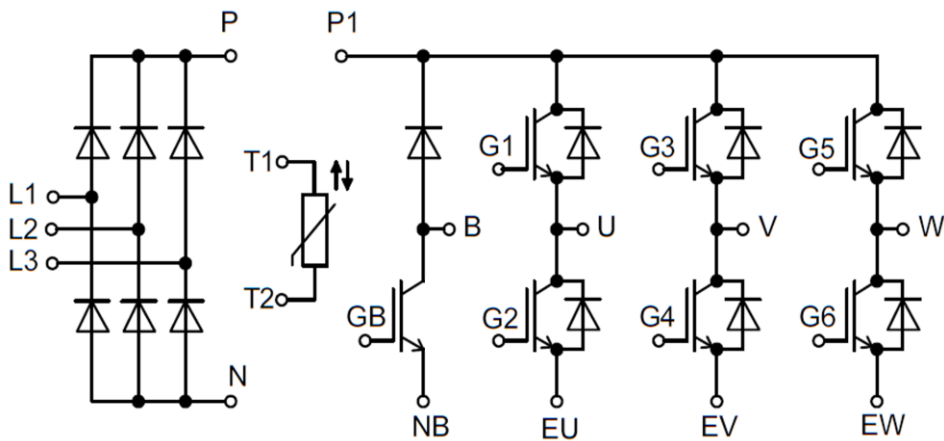 P P1
T1 G1 G3 G5
L1
L2 B U V W
L3
T2 GB G2 G4 G6
N NB EU EV EW